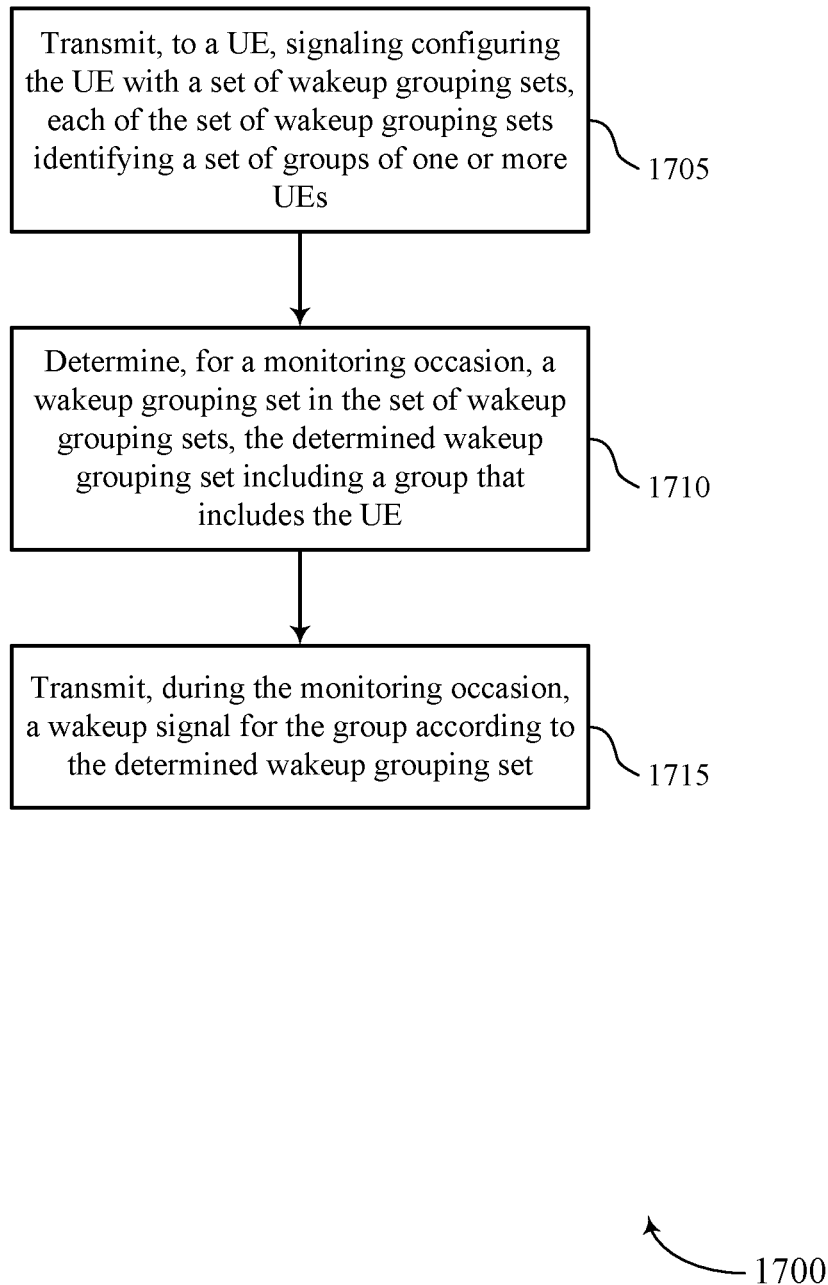 Transmit, to a UE, signaling configuring
the UE with a set of wakeup grouping sets,
each of the set of wakeup grouping sets
identifying a set of groups of one or more
UEs
1705
Determine, for a monitoring occasion, a
wakeup grouping set in the set of wakeup
grouping sets, the determined wakeup
grouping set including a group that
includes the UE
1710
Transmit, during the monitoring occasion,
a wakeup signal for the group according to
the determined wakeup grouping set
1715
1700